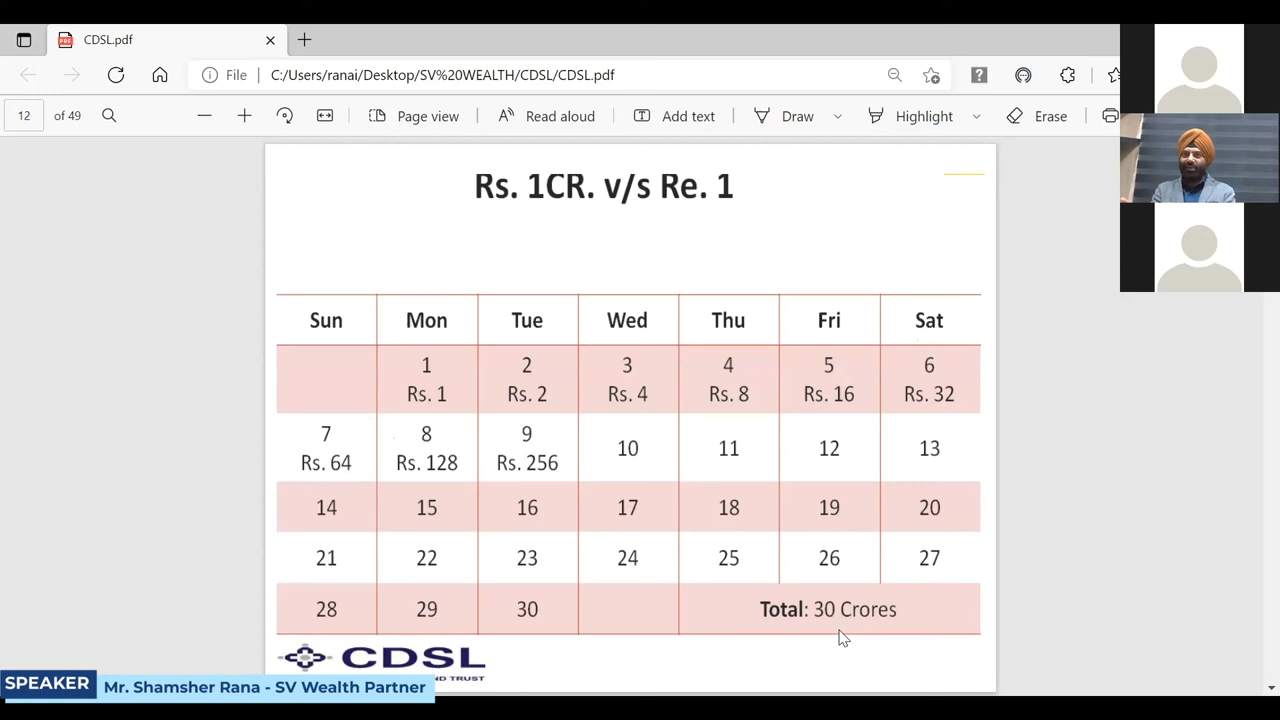 CDSL.pdf
File
C:/Users/ranai/Desktop/SV%20WEALTH/CDSL/CDSL.pdf
12 of 49
Page view
Read aloud
Add text
Draw
Highlight
Erase
Rs. 1CR. v/s Re. 1
Sun Mon Tue Wed Thu Fri Sat
1 2 3 4 5 6
Rs. 1 Rs. 2 Rs. 4 Rs. 8 Rs. 16 Rs. 32
7 8 9 10 11 12 13
Rs. 64 Rs. 128 Rs. 256
14 15 16 17 18 19 20
21 22 23 24 25 26 27
28 29 30 Total: 30 Crores
CDSL
ND TRUST
SPEAKER
Mr. Shamsher Rana - SV Wealth Partner